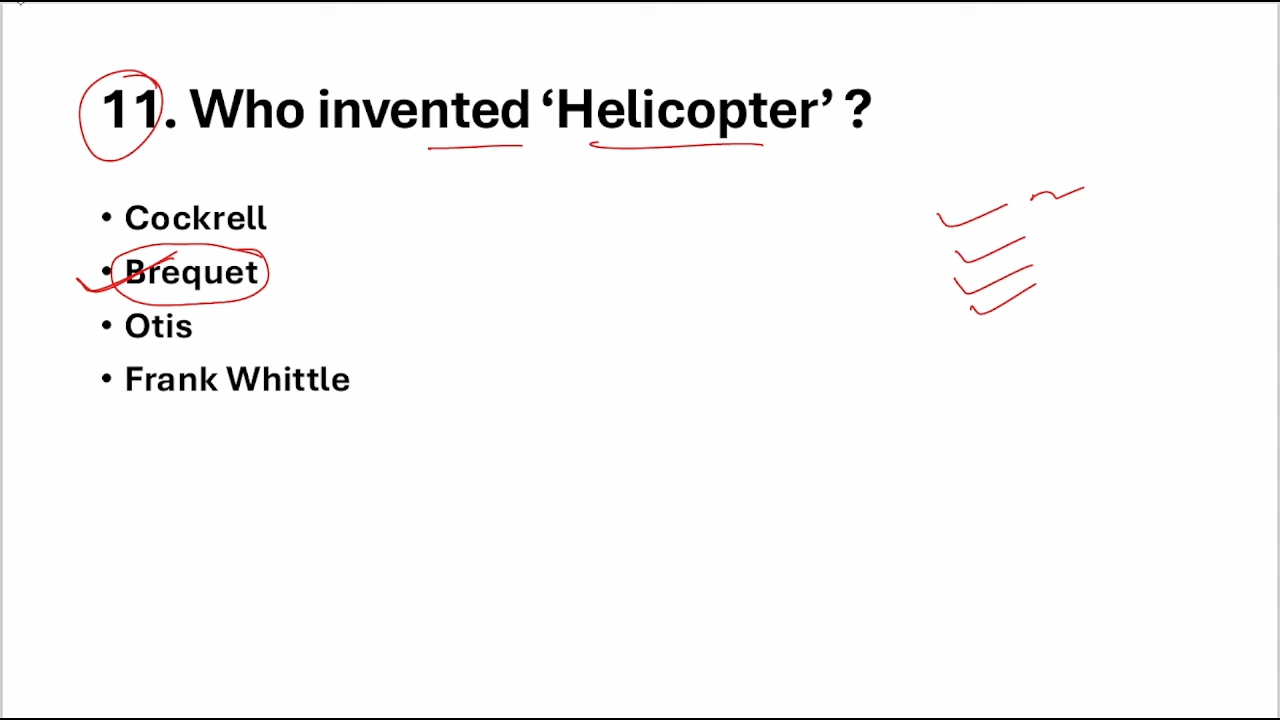 11. Who invented ‘Helicopter’ ?
• Cockrell
• Brequet
• Otis
• Frank Whittle